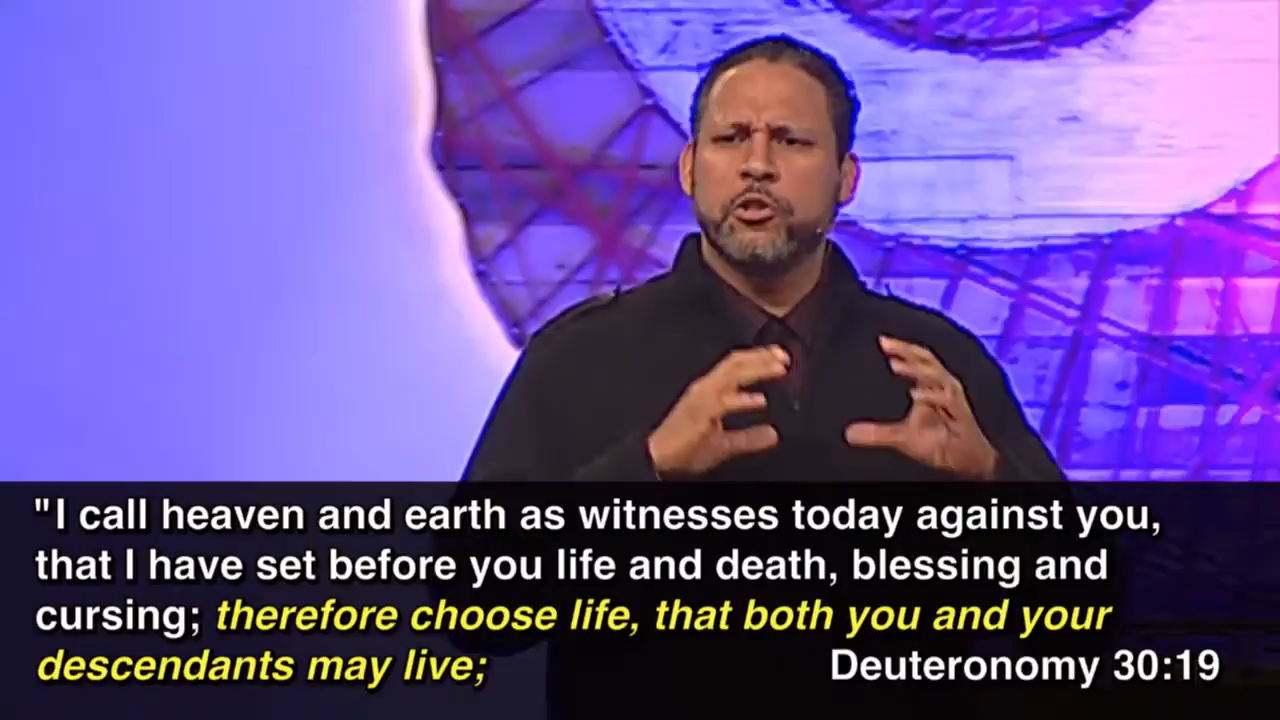 "I call heaven and earth as witnesses today against you,
that I have set before you life and death, blessing and
cursing; therefore choose life, that both you and your
descendants may live;
Deuteronomy 30:19